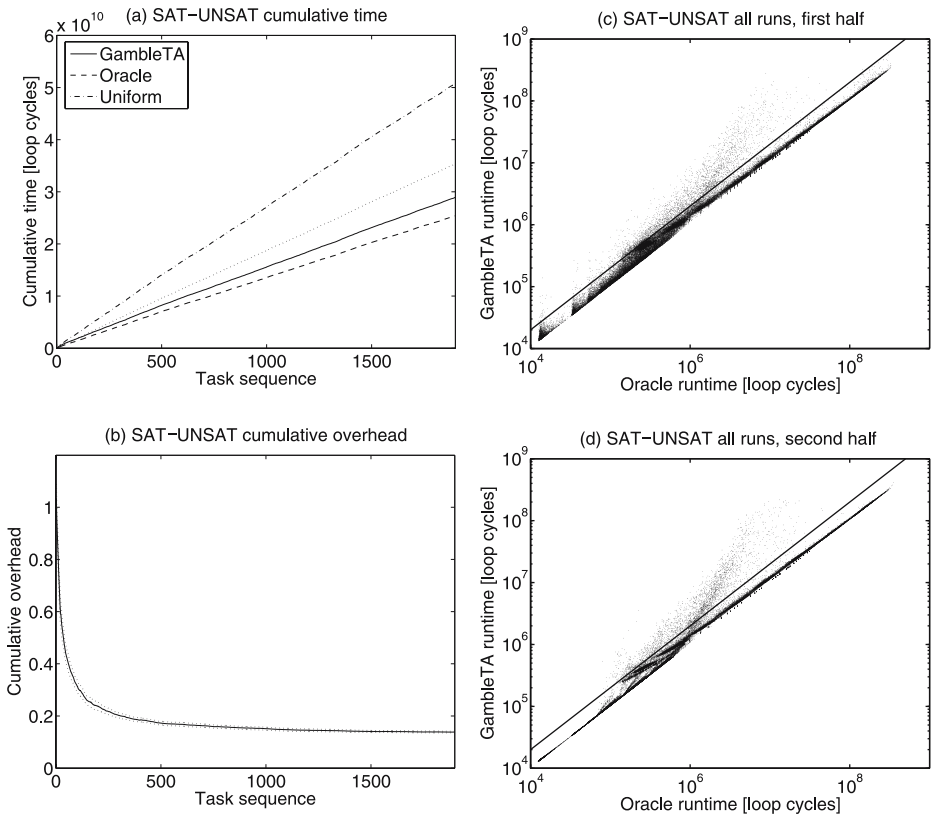 (a) SAT−UNSAT cumulative time
x 10^10
6
5
4
3
2
1
0
Cumulative time [loop cycles]
GambleTA
Oracle
Uniform
0 500 1000 1500
Task sequence
(b) SAT−UNSAT cumulative overhead
1
0.8
0.6
0.4
0.2
0
Cumulative overhead
0 500 1000 1500
Task sequence
(c) SAT−UNSAT all runs, first half
10^9
10^8
10^7
10^6
10^5
10^4
GambleTA runtime [loop cycles]
10^4 10^6 10^8
Oracle runtime [loop cycles]
(d) SAT−UNSAT all runs, second half
10^9
10^8
10^7
10^6
10^5
10^4
GambleTA runtime [loop cycles]
10^4 10^6 10^8
Oracle runtime [loop cycles]